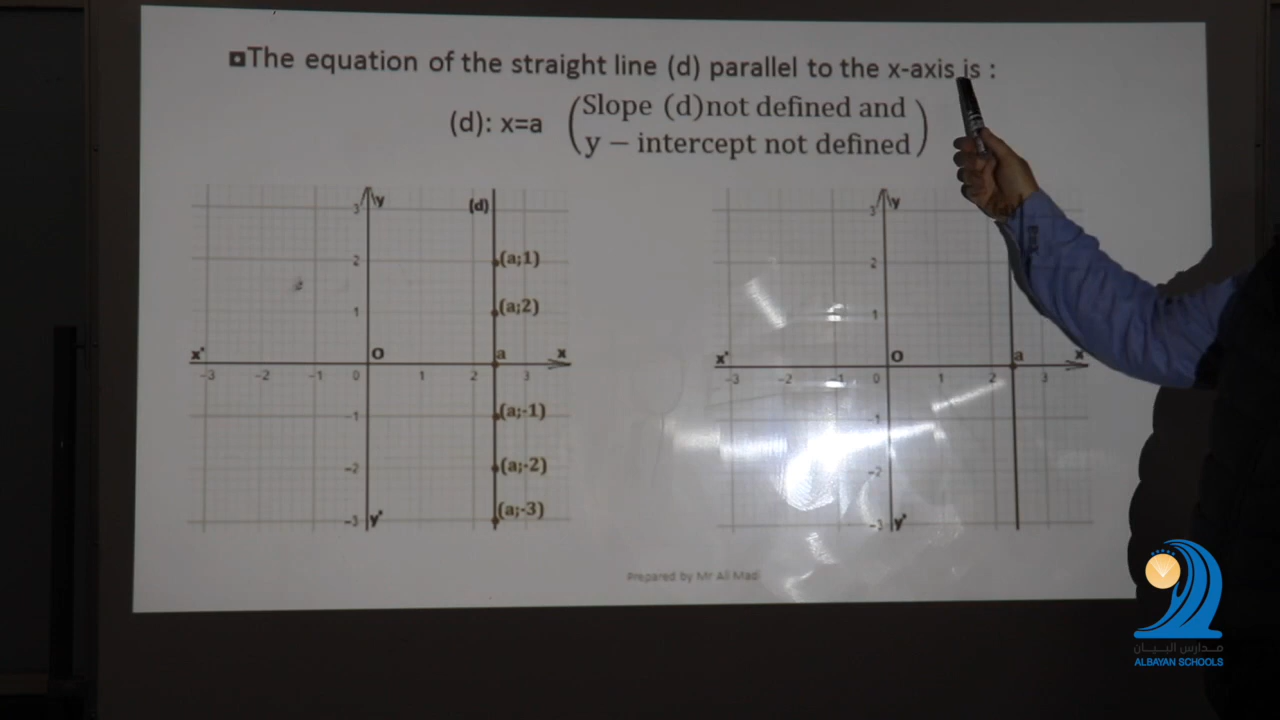 The equation of the straight line (d) parallel to the x-axis is :
(d): x=a (Slope (d)not defined and
y − intercept not defined)
3 y (d)
2 (a;1)
1 (a;2)
x' O a x
-3 -2 -1 0 1 2 3
-1 (a;-1)
-2 (a;-2)
-3 y' (a;-3)
3 y
2
1
x' O a x
-3 -2 -1 0 1 2 3
-1
-2
-3 y'
Prepared by Mr Ali Madi
مدارس البيان
ALBAYAN SCHOOLS